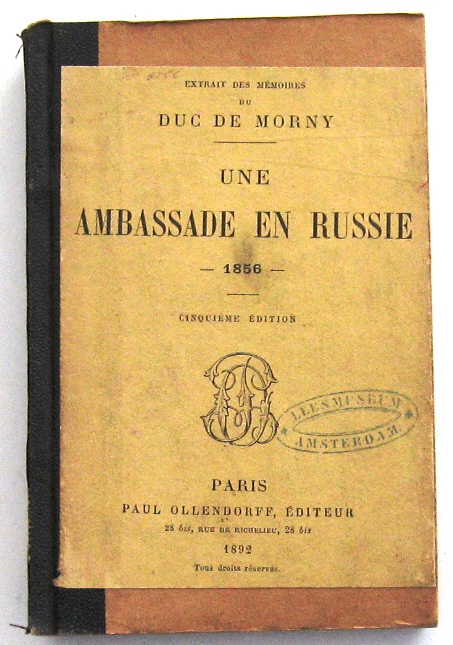 EXTRAIT DES MÉMOIRES
DU
DUC DE MORNY
UNE
AMBASSADE EN RUSSIE
— 1856 —
CINQUIÈME ÉDITION
LEESMUSEUM
AMSTERDAM
PARIS
PAUL OLLENDORFF, ÉDITEUR
28 bis, RUE DE RICHELIEU, 28 bis
1892
Tous droits réservés.